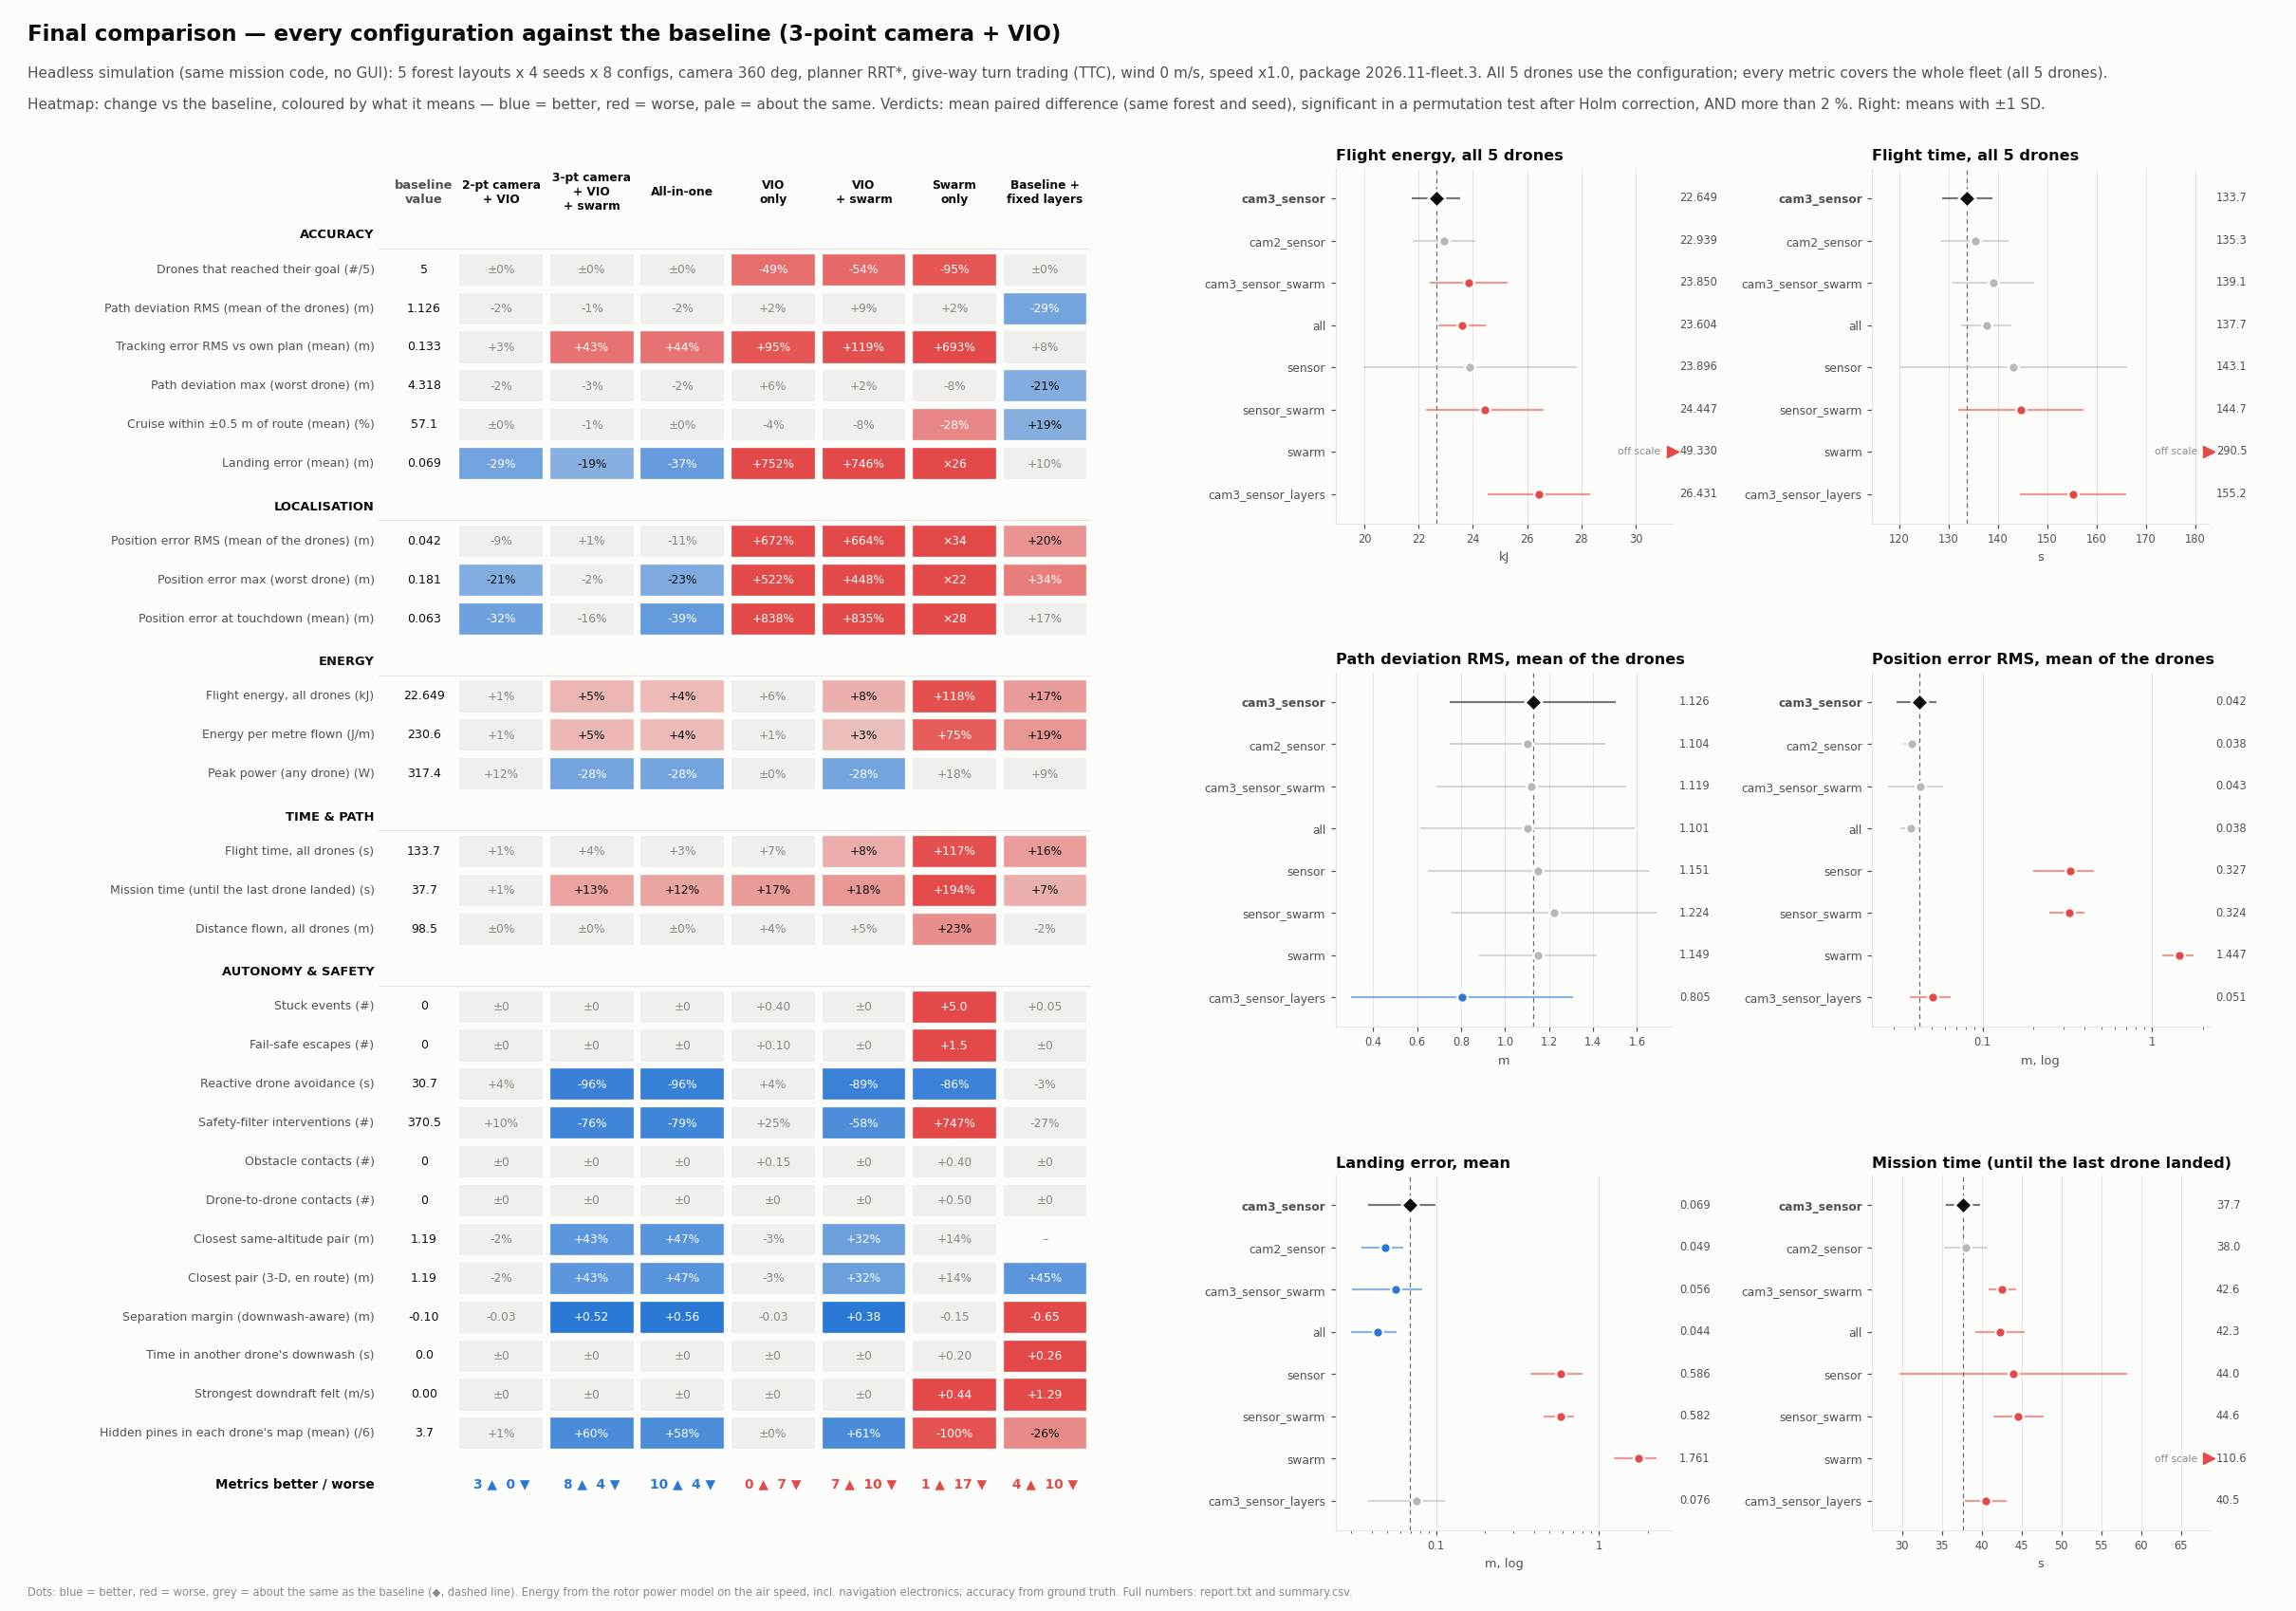 Final comparison — every configuration against the baseline (3-point camera + VIO)
Headless simulation (same mission code, no GUI): 5 forest layouts x 4 seeds x 8 configs, camera 360 deg, planner RRT*, give-way turn trading (TTC), wind 0 m/s, speed x1.0, package 2026.11-fleet.3. All 5 drones use the configuration; every metric covers the whole fleet (all 5 drones).
Heatmap: change vs the baseline, coloured by what it means — blue = better, red = worse, pale = about the same. Verdicts: mean paired difference (same forest and seed), significant in a permutation test after Holm correction, AND more than 2 %. Right: means with ±1 SD.
baseline value 2-pt camera + VIO 3-pt camera + VIO + swarm All-in-one VIO only VIO + swarm Swarm only Baseline + fixed layers
ACCURACY
Drones that reached their goal (#/5) 5 ±0% ±0% ±0% -49% -54% -95% ±0%
Path deviation RMS (mean of the drones) (m) 1.126 -2% -1% -2% +2% +9% +2% -29%
Tracking error RMS vs own plan (mean) (m) 0.133 +3% +43% +44% +95% +119% +693% +8%
Path deviation max (worst drone) (m) 4.318 -2% -3% -2% +6% +2% -8% -21%
Cruise within ±0.5 m of route (mean) (%) 57.1 ±0% -1% ±0% -4% -8% -28% +19%
Landing error (mean) (m) 0.069 -29% -19% -37% +752% +746% ×26 +10%
LOCALISATION
Position error RMS (mean of the drones) (m) 0.042 -9% +1% -11% +672% +664% ×34 +20%
Position error max (worst drone) (m) 0.181 -21% -2% -23% +522% +448% ×22 +34%
Position error at touchdown (mean) (m) 0.063 -32% -16% -39% +838% +835% ×28 +17%
ENERGY
Flight energy, all drones (kJ) 22.649 +1% +5% +4% +6% +8% +118% +17%
Energy per metre flown (J/m) 230.6 +1% +5% +4% +1% +3% +75% +19%
Peak power (any drone) (W) 317.4 +12% -28% -28% ±0% -28% +18% +9%
TIME & PATH
Flight time, all drones (s) 133.7 +1% +4% +3% +7% +8% +117% +16%
Mission time (until the last drone landed) (s) 37.7 +1% +13% +12% +17% +18% +194% +7%
Distance flown, all drones (m) 98.5 ±0% ±0% ±0% +4% +5% +23% -2%
AUTONOMY & SAFETY
Stuck events (#) 0 ±0 ±0 ±0 +0.40 ±0 +5.0 +0.05
Fail-safe escapes (#) 0 ±0 ±0 ±0 +0.10 ±0 +1.5 ±0
Reactive drone avoidance (s) 30.7 +4% -96% -96% +4% -89% -86% -3%
Safety-filter interventions (#) 370.5 +10% -76% -79% +25% -58% +747% -27%
Obstacle contacts (#) 0 ±0 ±0 ±0 +0.15 ±0 +0.40 ±0
Drone-to-drone contacts (#) 0 ±0 ±0 ±0 ±0 ±0 +0.50 ±0
Closest same-altitude pair (m) 1.19 -2% +43% +47% -3% +32% +14% –
Closest pair (3-D, en route) (m) 1.19 -2% +43% +47% -3% +32% +14% +45%
Separation margin (downwash-aware) (m) -0.10 -0.03 +0.52 +0.56 -0.03 +0.38 -0.15 -0.65
Time in another drone's downwash (s) 0.0 ±0 ±0 ±0 ±0 ±0 +0.20 +0.26
Strongest downdraft felt (m/s) 0.00 ±0 ±0 ±0 ±0 ±0 +0.44 +1.29
Hidden pines in each drone's map (mean) (/6) 3.7 +1% +60% +58% ±0% +61% -100% -26%
Metrics better / worse 3 ▲ 0 ▼ 8 ▲ 4 ▼ 10 ▲ 4 ▼ 0 ▲ 7 ▼ 7 ▲ 10 ▼ 1 ▲ 17 ▼ 4 ▲ 10 ▼
Flight energy, all 5 drones
cam3_sensor 22.649
cam2_sensor 22.939
cam3_sensor_swarm 23.850
all 23.604
sensor 23.896
sensor_swarm 24.447
swarm off scale 49.330
cam3_sensor_layers 26.431
20 22 24 26 28 30
kJ
Flight time, all 5 drones
cam3_sensor 133.7
cam2_sensor 135.3
cam3_sensor_swarm 139.1
all 137.7
sensor 143.1
sensor_swarm 144.7
swarm off scale 290.5
cam3_sensor_layers 155.2
120 130 140 150 160 170 180
s
Path deviation RMS, mean of the drones
cam3_sensor 1.126
cam2_sensor 1.104
cam3_sensor_swarm 1.119
all 1.101
sensor 1.151
sensor_swarm 1.224
swarm 1.149
cam3_sensor_layers 0.805
0.4 0.6 0.8 1.0 1.2 1.4 1.6
m
Position error RMS, mean of the drones
cam3_sensor 0.042
cam2_sensor 0.038
cam3_sensor_swarm 0.043
all 0.038
sensor 0.327
sensor_swarm 0.324
swarm 1.447
cam3_sensor_layers 0.051
0.1 1
m, log
Landing error, mean
cam3_sensor 0.069
cam2_sensor 0.049
cam3_sensor_swarm 0.056
all 0.044
sensor 0.586
sensor_swarm 0.582
swarm 1.761
cam3_sensor_layers 0.076
0.1 1
m, log
Mission time (until the last drone landed)
cam3_sensor 37.7
cam2_sensor 38.0
cam3_sensor_swarm 42.6
all 42.3
sensor 44.0
sensor_swarm 44.6
swarm off scale 110.6
cam3_sensor_layers 40.5
30 35 40 45 50 55 60 65
s
Dots: blue = better, red = worse, grey = about the same as the baseline (◆, dashed line). Energy from the rotor power model on the air speed, incl. navigation electronics; accuracy from ground truth. Full numbers: report.txt and summary.csv.